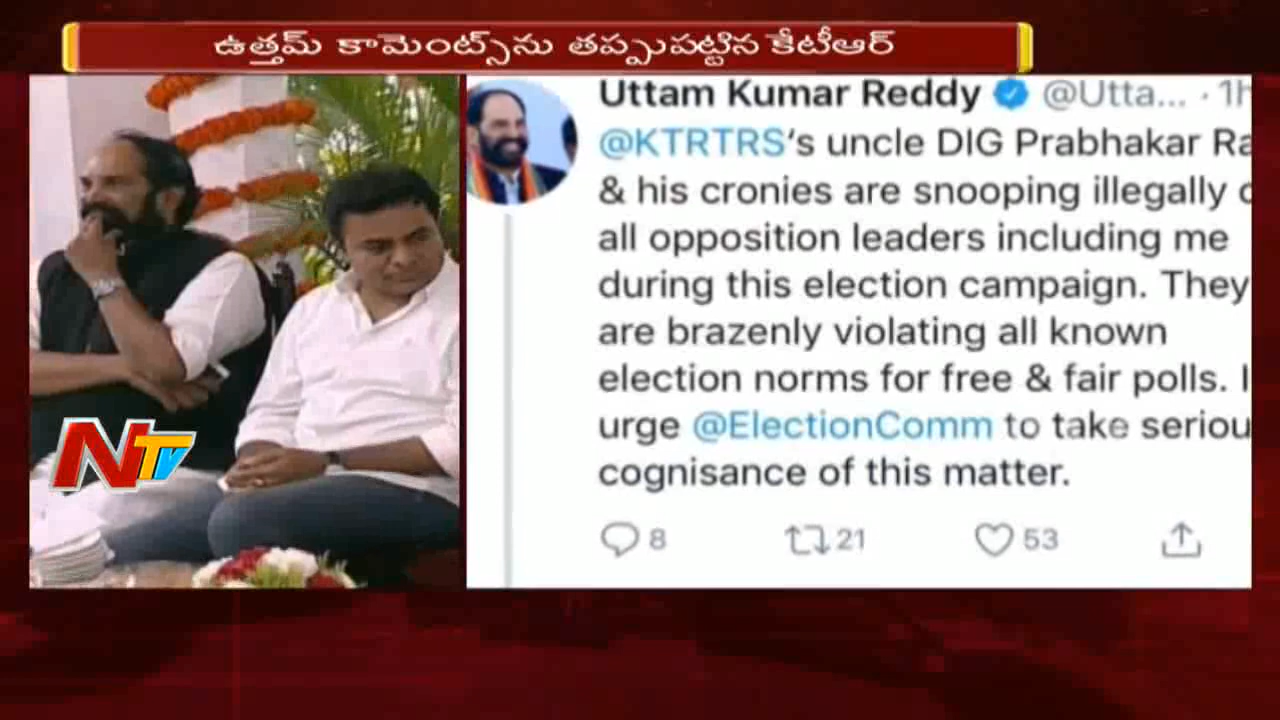 ఉత్తమ్ కామెంట్స్‌ను తప్పుపట్టిన కేటీఆర్
Uttam Kumar Reddy @Utta... · 1h
@KTRTRS‘s uncle DIG Prabhakar
& his cronies are snooping illegally
all opposition leaders including me
during this election campaign. They
are brazenly violating all known
election norms for free & fair polls. I
urge @ElectionComm to take
cognisance of this matter.
8 21 53
NTV